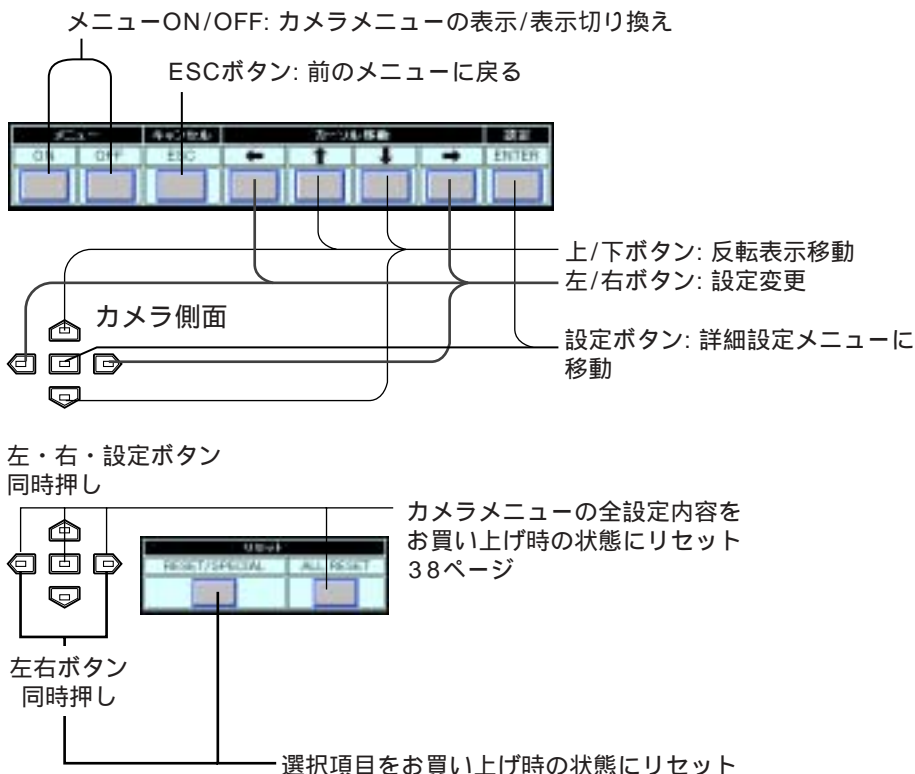 メニューON/OFF: カメラメニューの表示/表示切り換え
ESCボタン: 前のメニューに戻る
メニュー キャンセル カーソル移動 設定
ON OFF ESC ← ↑ ↓ → ENTER
上/下ボタン: 反転表示移動
左/右ボタン: 設定変更
カメラ側面
設定ボタン: 詳細設定メニューに
移動
左・右・設定ボタン
同時押し
カメラメニューの全設定内容を
お買い上げ時の状態にリセット
38ページ
リセット
RESET/SPECIAL ALL RESET
左右ボタン
同時押し
選択項目をお買い上げ時の状態にリセット